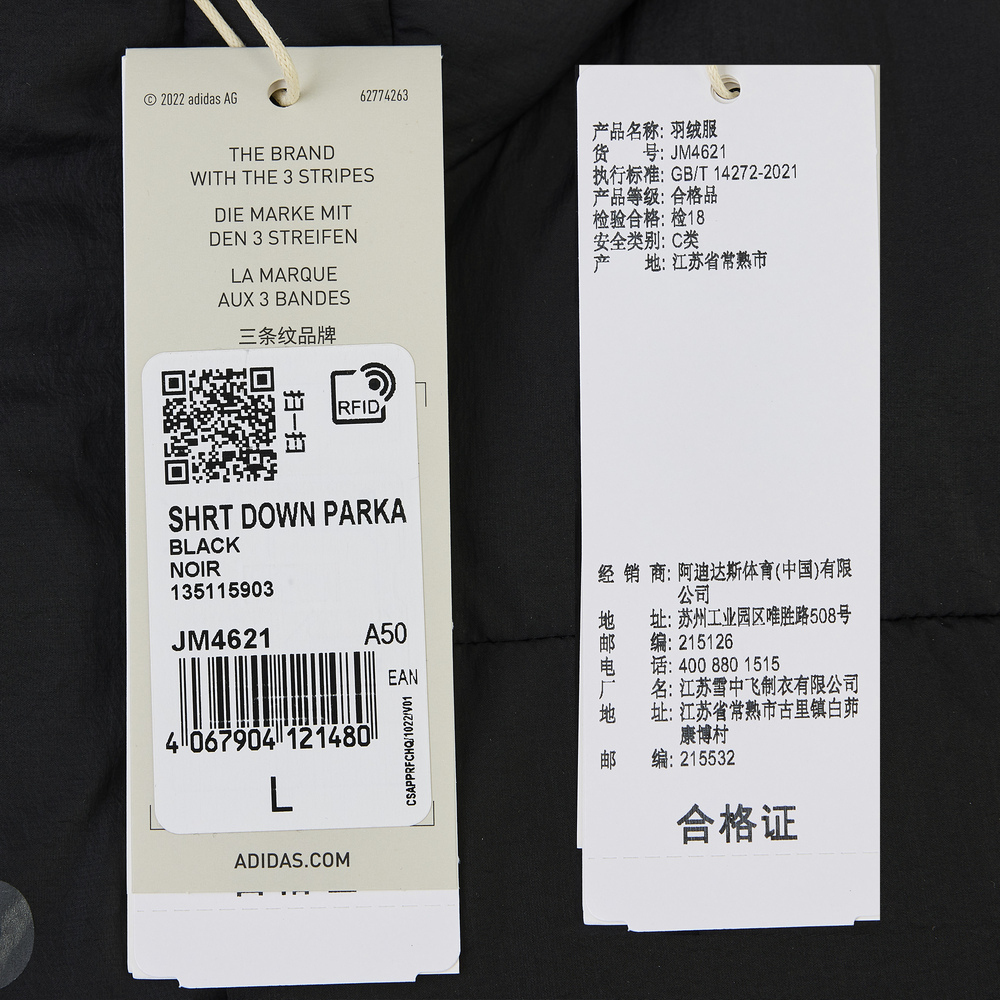 © 2022 adidas AG
62774263
THE BRAND
WITH THE 3 STRIPES
DIE MARKE MIT
DEN 3 STREIFEN
LA MARQUE
AUX 3 BANDES
三条纹品牌
扫一扫
RFID
SHRT DOWN PARKA
BLACK
NOIR
135115903
JM4621 A50
EAN
4 067904 121480
CSAPPRFCHQ/1022/V01
L
ADIDAS.COM
产品名称: 羽绒服
货 号: JM4621
执行标准: GB/T 14272-2021
产品等级: 合格品
检验合格: 检18
安全类别: C类
产 地: 江苏省常熟市
经 销 商: 阿迪达斯体育(中国)有限
公司
地 址: 苏州工业园区唯胜路508号
邮 编: 215126
电 话: 400 880 1515
厂 名: 江苏雪中飞制衣有限公司
地 址: 江苏省常熟市古里镇白茆
康博村
邮 编: 215532
合格证